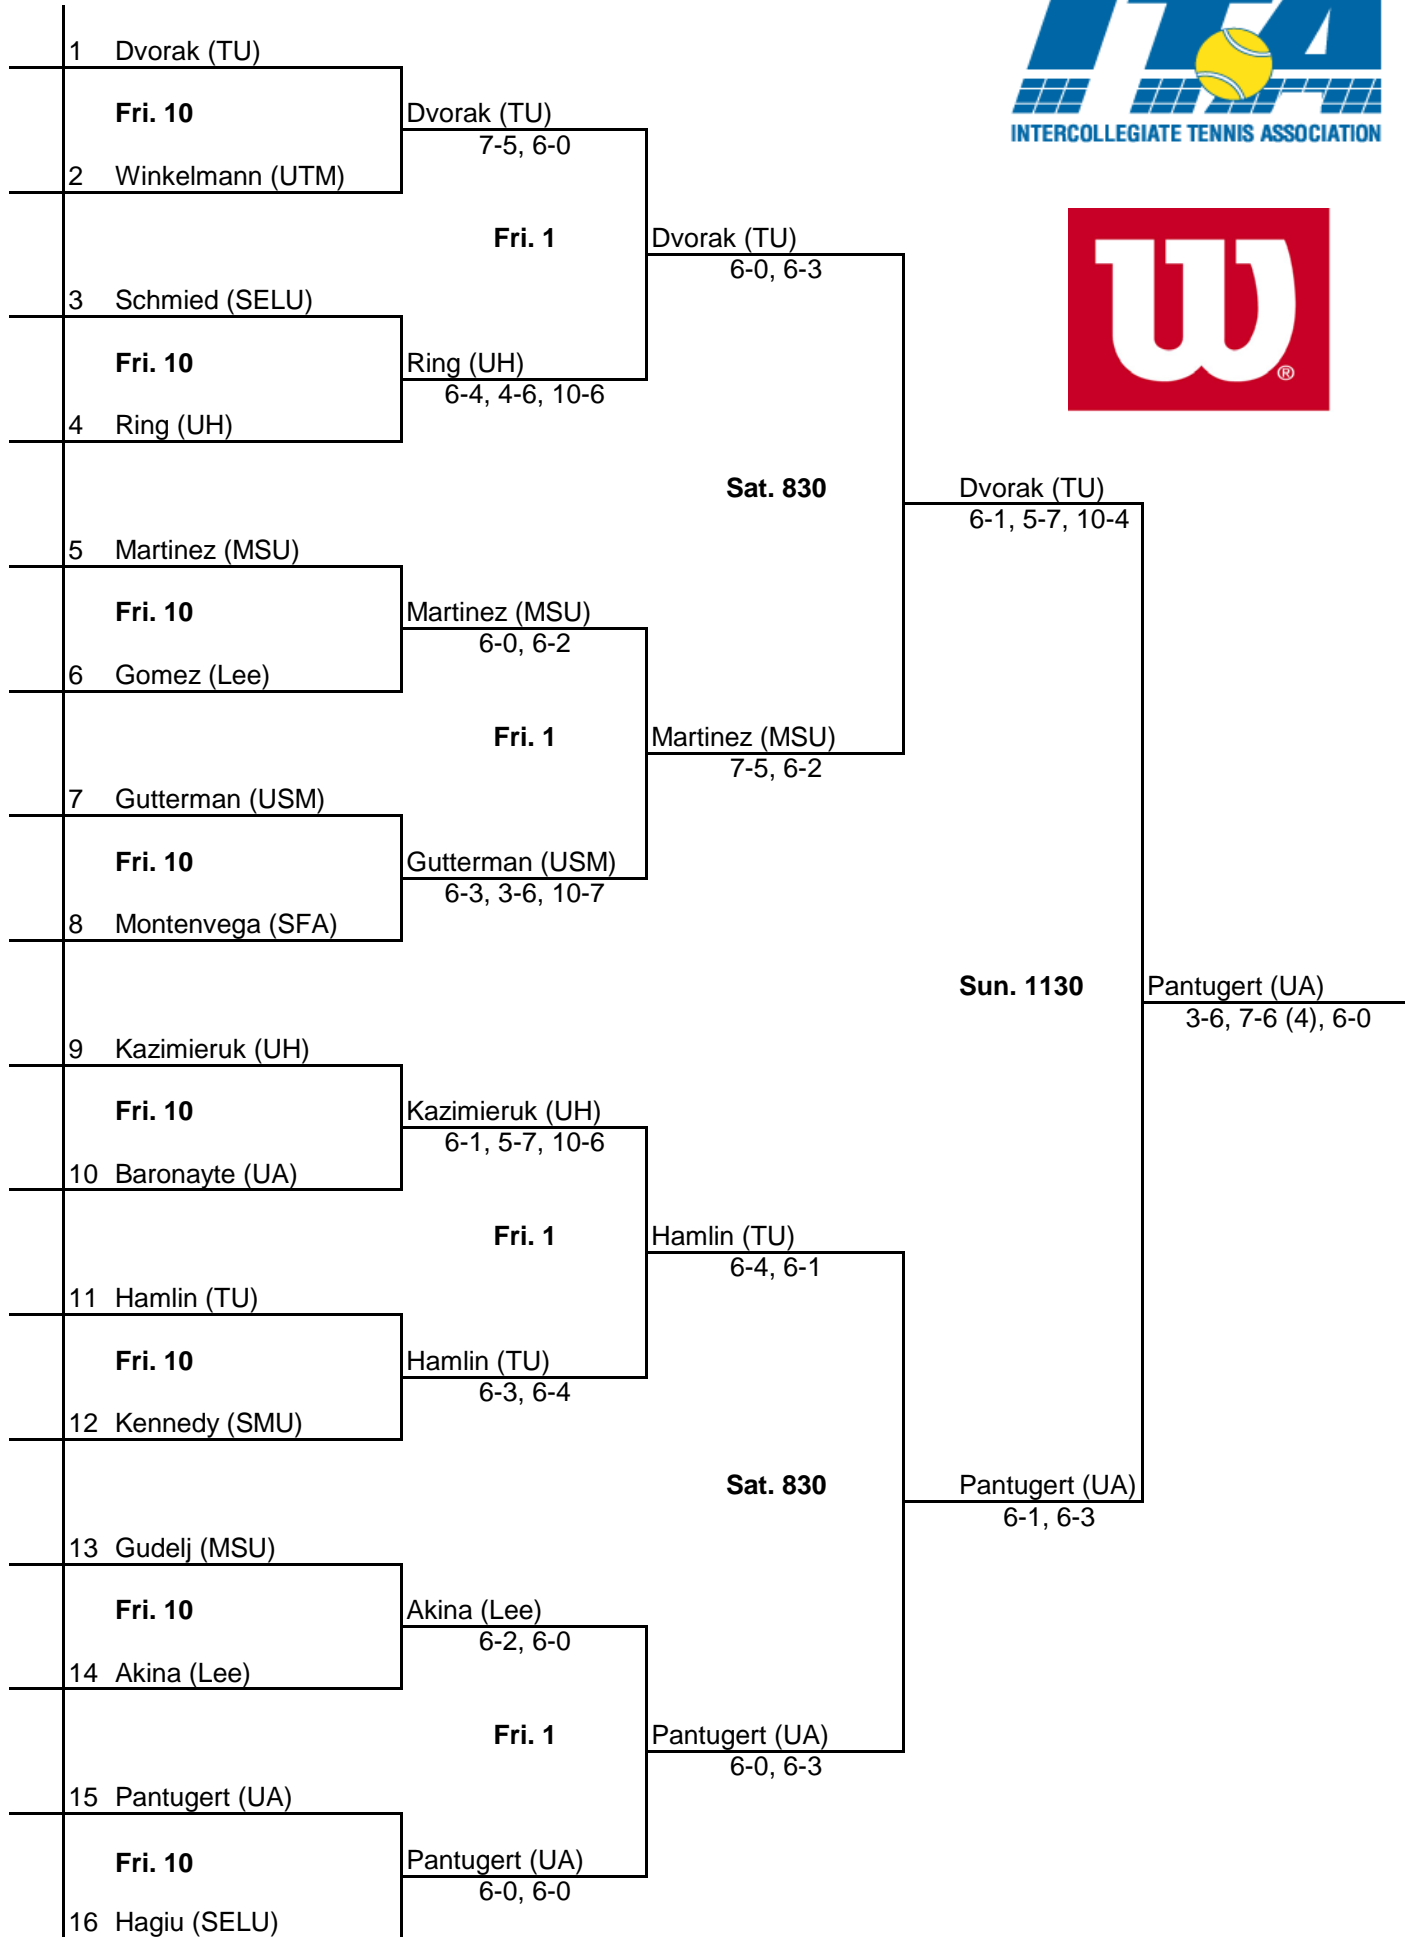 ITA
INTERCOLLEGIATE TENNIS ASSOCIATION
1 Dvorak (TU)
Fri. 10
Dvorak (TU)
7-5, 6-0
2 Winkelmann (UTM)
W
®
Fri. 1
Dvorak (TU)
6-0, 6-3
3 Schmied (SELU)
Fri. 10
Ring (UH)
6-4, 4-6, 10-6
4 Ring (UH)
Sat. 830
Dvorak (TU)
6-1, 5-7, 10-4
5 Martinez (MSU)
Fri. 10
Martinez (MSU)
6-0, 6-2
6 Gomez (Lee)
Fri. 1
Martinez (MSU)
7-5, 6-2
7 Gutterman (USM)
Fri. 10
Gutterman (USM)
6-3, 3-6, 10-7
8 Montenvega (SFA)
Sun. 1130
Pantugert (UA)
3-6, 7-6 (4), 6-0
9 Kazimieruk (UH)
Fri. 10
Kazimieruk (UH)
6-1, 5-7, 10-6
10 Baronayte (UA)
Fri. 1
Hamlin (TU)
6-4, 6-1
11 Hamlin (TU)
Fri. 10
Hamlin (TU)
6-3, 6-4
12 Kennedy (SMU)
Sat. 830
Pantugert (UA)
6-1, 6-3
13 Gudelj (MSU)
Fri. 10
Akina (Lee)
6-2, 6-0
14 Akina (Lee)
Fri. 1
Pantugert (UA)
6-0, 6-3
15 Pantugert (UA)
Fri. 10
Pantugert (UA)
6-0, 6-0
16 Hagiu (SELU)